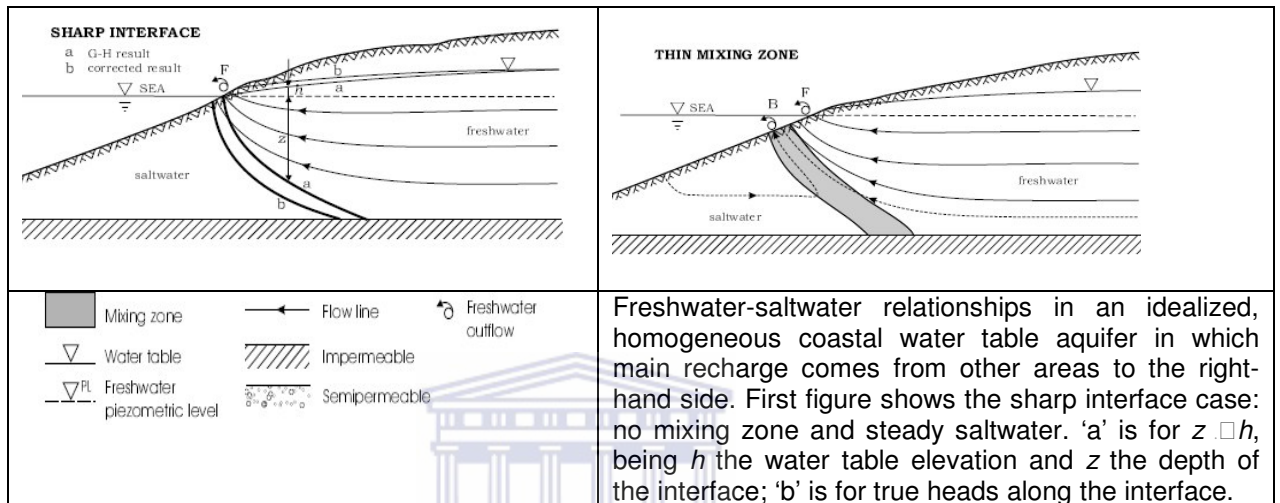 SHARP INTERFACE
a G-H result
b corrected result
F
SEA
b
a
h
z
freshwater
saltwater
a
b
THIN MIXING ZONE
SEA
B
F
freshwater
saltwater
Mixing zone
Flow line
Freshwater
outflow
Water table
Impermeable
PL
Freshwater
piezometric level
Semipermeable
Freshwater-saltwater relationships in an idealized,
homogeneous coastal water table aquifer in which
main recharge comes from other areas to the right-
hand side. First figure shows the sharp interface case:
no mixing zone and steady saltwater. ‘a’ is for z .□h,
being h the water table elevation and z the depth of
the interface; ‘b’ is for true heads along the interface.